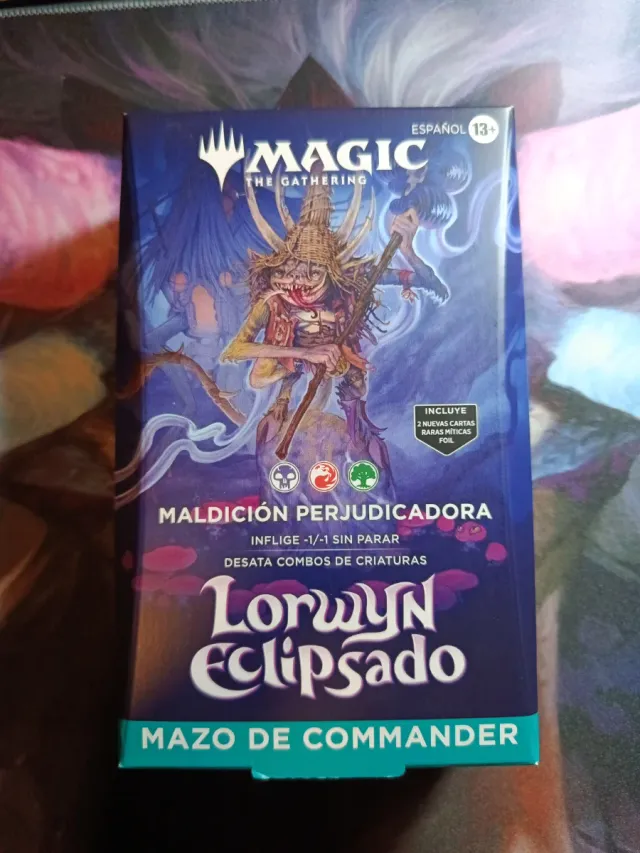 ESPAÑOL 13+
MAGIC
THE GATHERING
INCLUYE
2 NUEVAS CARTAS
RARAS MÍTICAS
FOIL
MALDICIÓN PERJUDICADORA
INFLIGE -1/-1 SIN PARAR
DESATA COMBOS DE CRIATURAS
Lorwyn
Eclipsado
MAZO DE COMMANDER